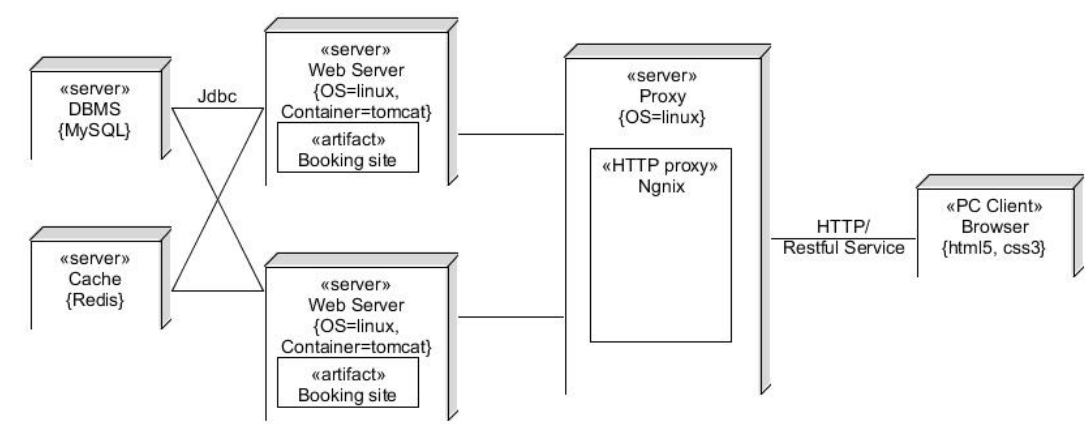 «server»
DBMS
{MySQL}
Jdbc
«server»
Web Server
{OS=linux,
Container=tomcat}
«artifact»
Booking site
«server»
Proxy
{OS=linux}
«HTTP proxy»
Ngnix
HTTP/
Restful Service
«PC Client»
Browser
{html5, css3}
«server»
Cache
{Redis}
«server»
Web Server
{OS=linux,
Container=tomcat}
«artifact»
Booking site